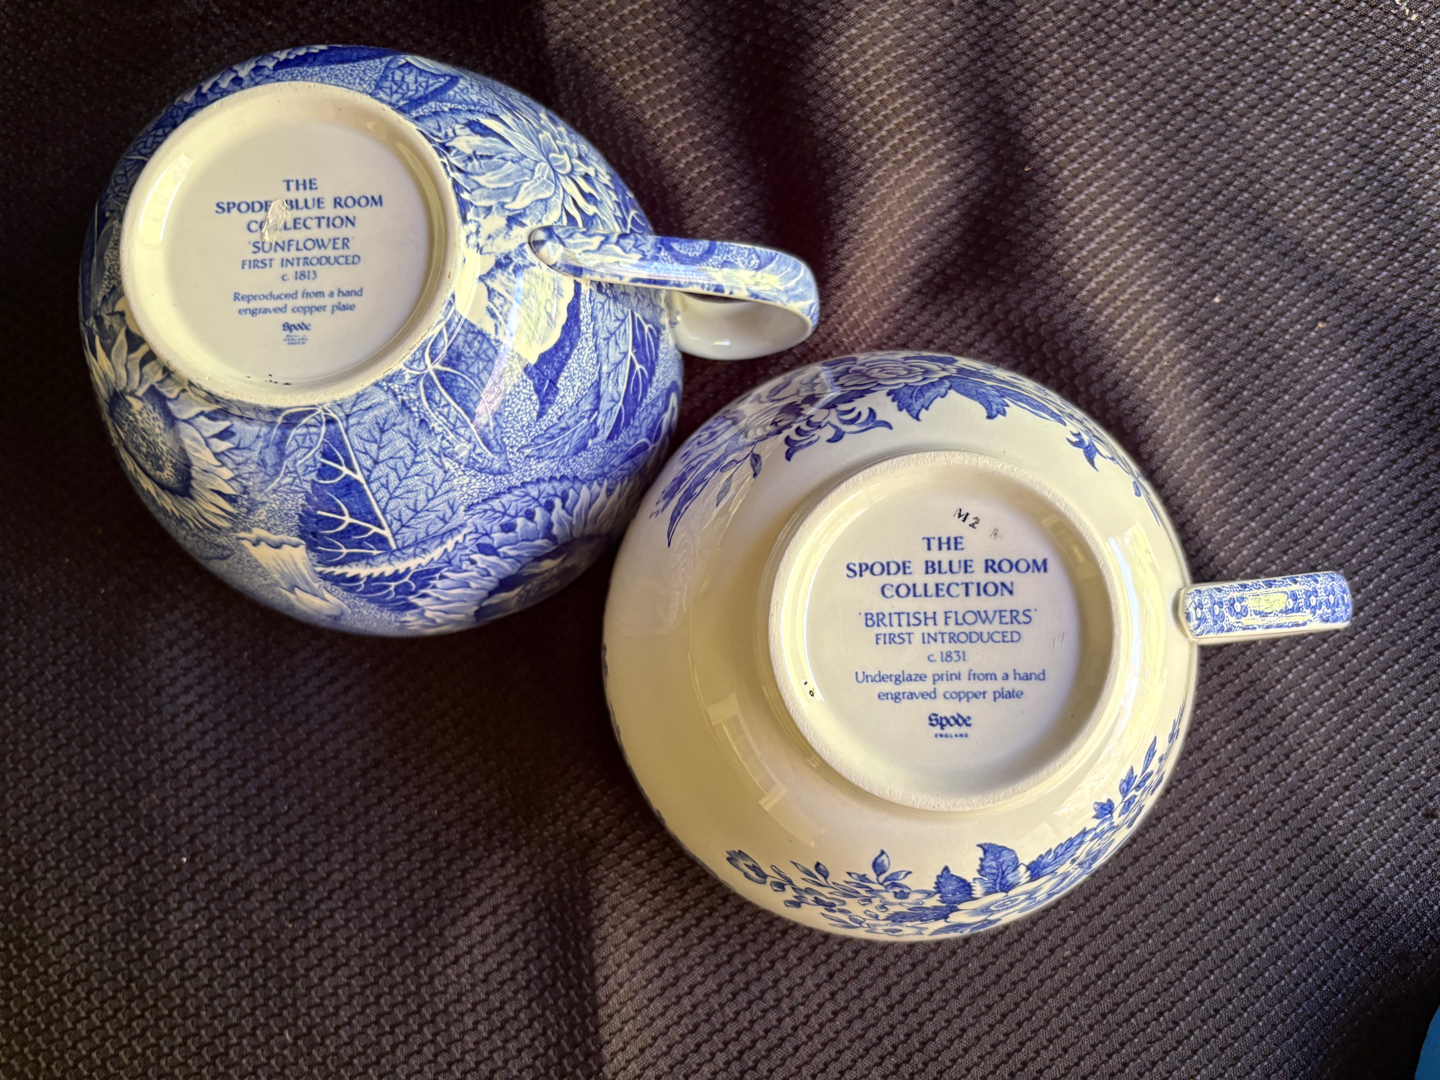 THE
SPODE BLUE ROOM
COLLECTION
'SUNFLOWER'
FIRST INTRODUCED
c. 1813
Reproduced from a hand
engraved copper plate
Spode
ENGLAND
M2
THE
SPODE BLUE ROOM
COLLECTION
'BRITISH FLOWERS'
FIRST INTRODUCED
c. 1831
Underglaze print from a hand
engraved copper plate
Spode
ENGLAND